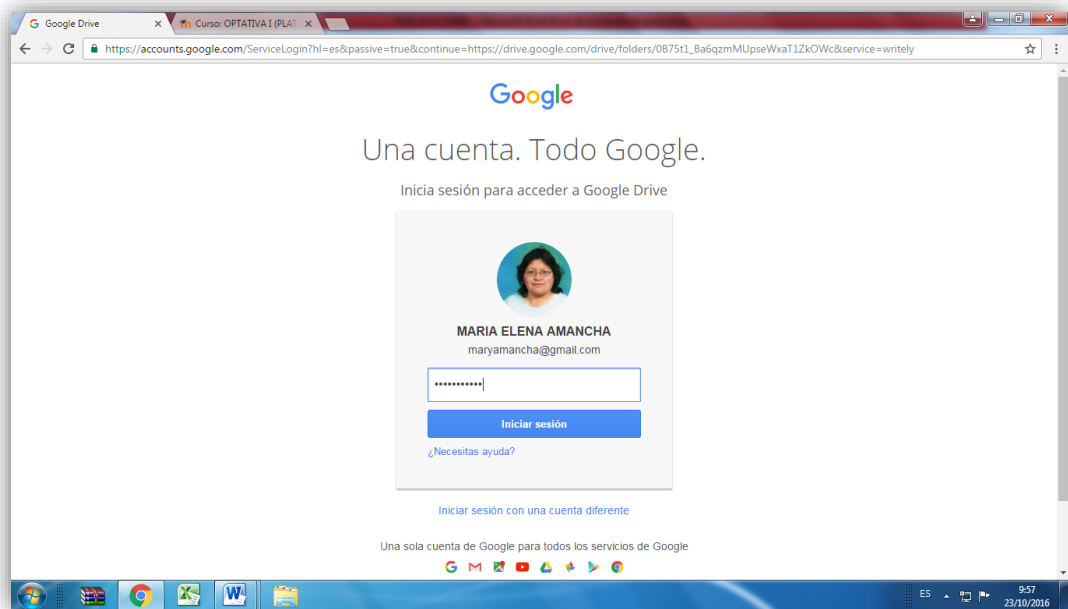 Google Drive
Curso: OPTATIVA I (PLAT
https://accounts.google.com/ServiceLogin?hl=es&passive=true&continue=https://drive.google.com/drive/folders/0B75t1_Ba6qzmMUpseWxaT1ZkOWc&service=writely
Google
Una cuenta. Todo Google.
Inicia sesión para acceder a Google Drive
MARIA ELENA AMANCHA
maryamancha@gmail.com
•••••••••••
Iniciar sesión
¿Necesitas ayuda?
Iniciar sesión con una cuenta diferente
Una sola cuenta de Google para todos los servicios de Google
ES
9:57
23/10/2016